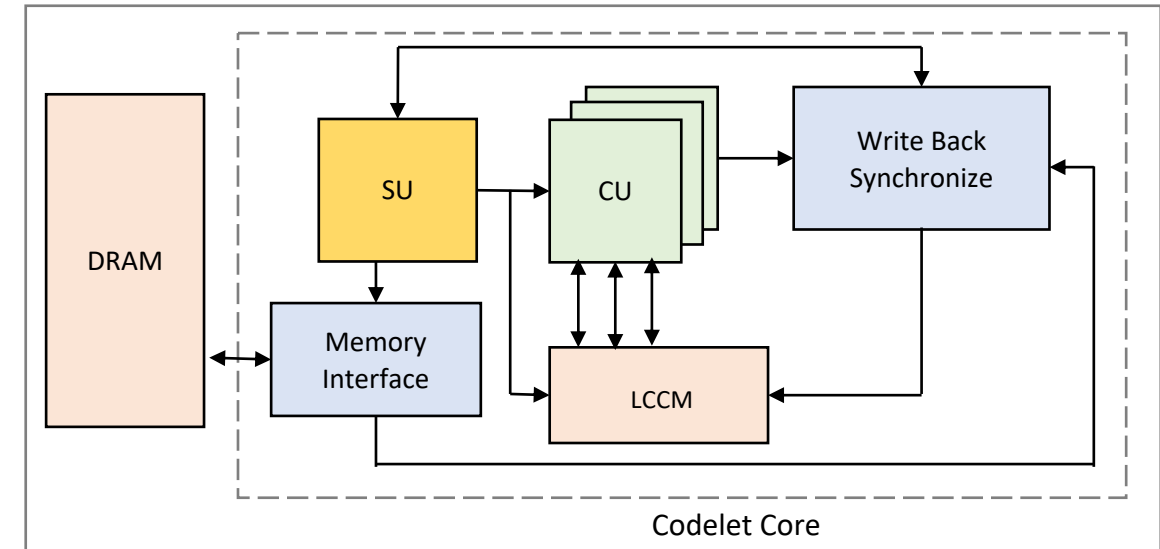 Write Back
Synchronize
SU
CU
DRAM
Memory
Interface
LCCM
Codelet Core